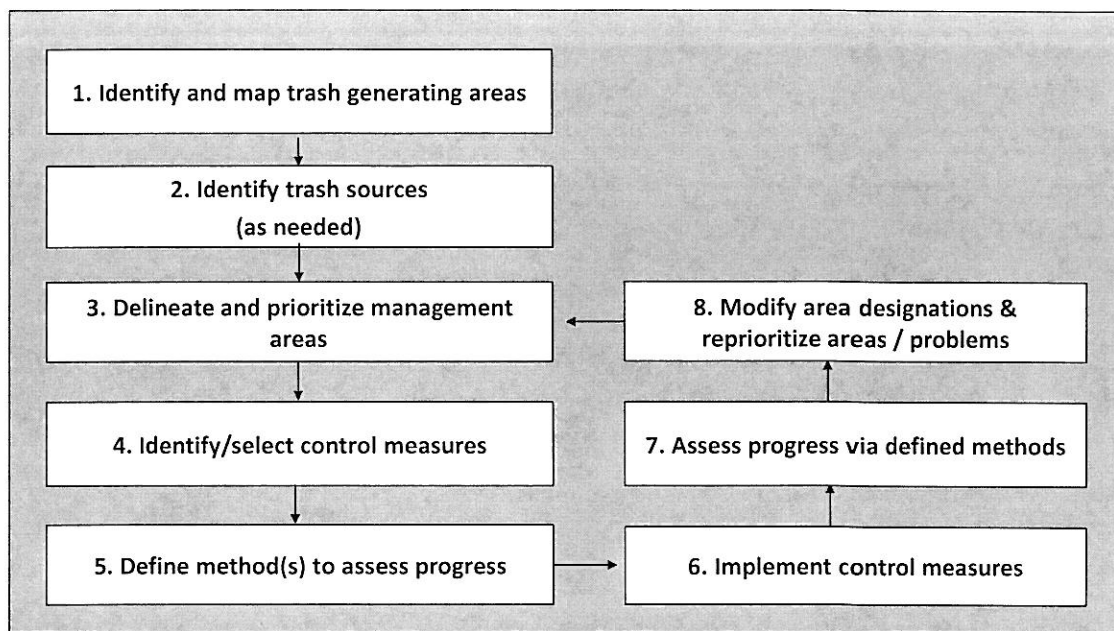 1. Identify and map trash generating areas
2. Identify trash sources
(as needed)
3. Delineate and prioritize management
areas
4. Identify/select control measures
5. Define method(s) to assess progress
6. Implement control measures
7. Assess progress via defined methods
8. Modify area designations &
reprioritize areas / problems